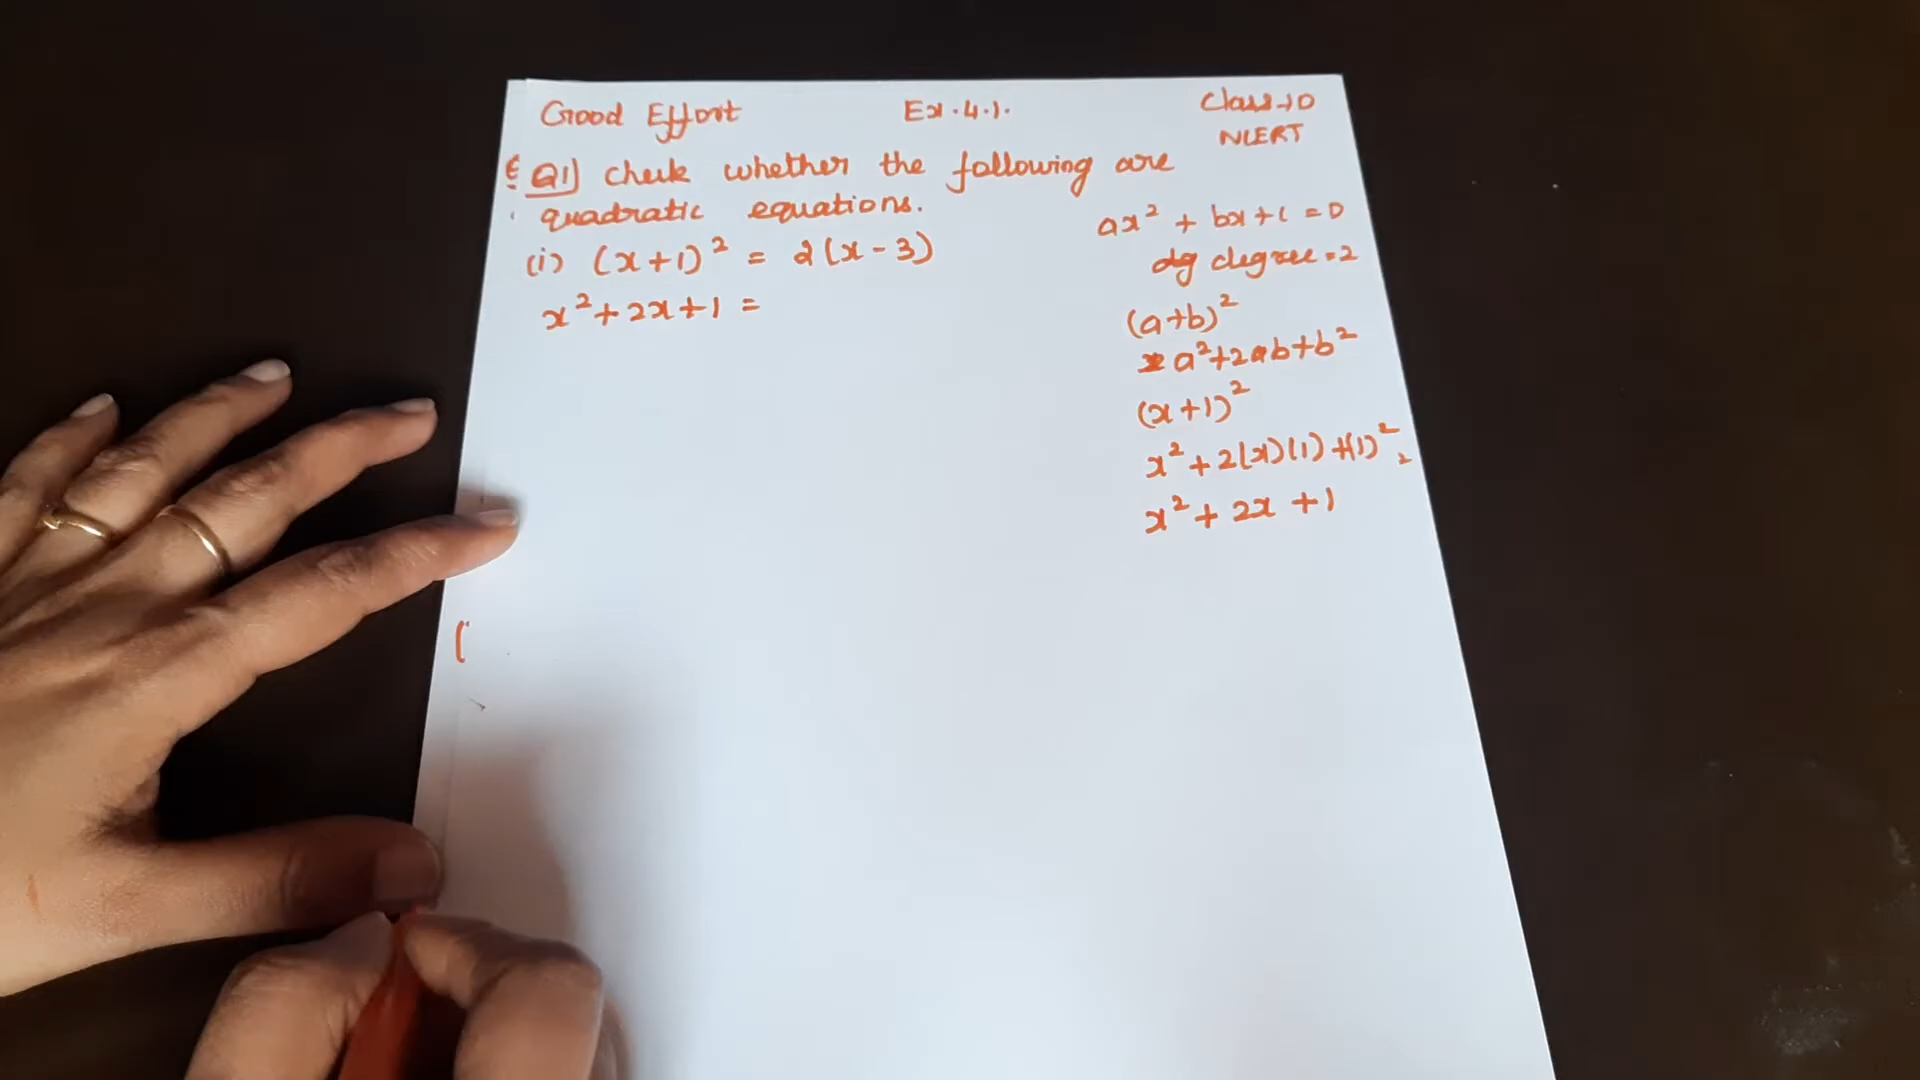 Good Effort Ex.4.1. Class-10
NCERT
Q1) Check whether the following are
quadratic equations.
(i) (x+1)² = 2(x-3)
x²+2x+1 =
ax² + bx+c =0
degree=2
(a+b)²
a²+2ab+b²
(x+1)²
x²+2(x)(1)+(1)²
x²+2x+1
(